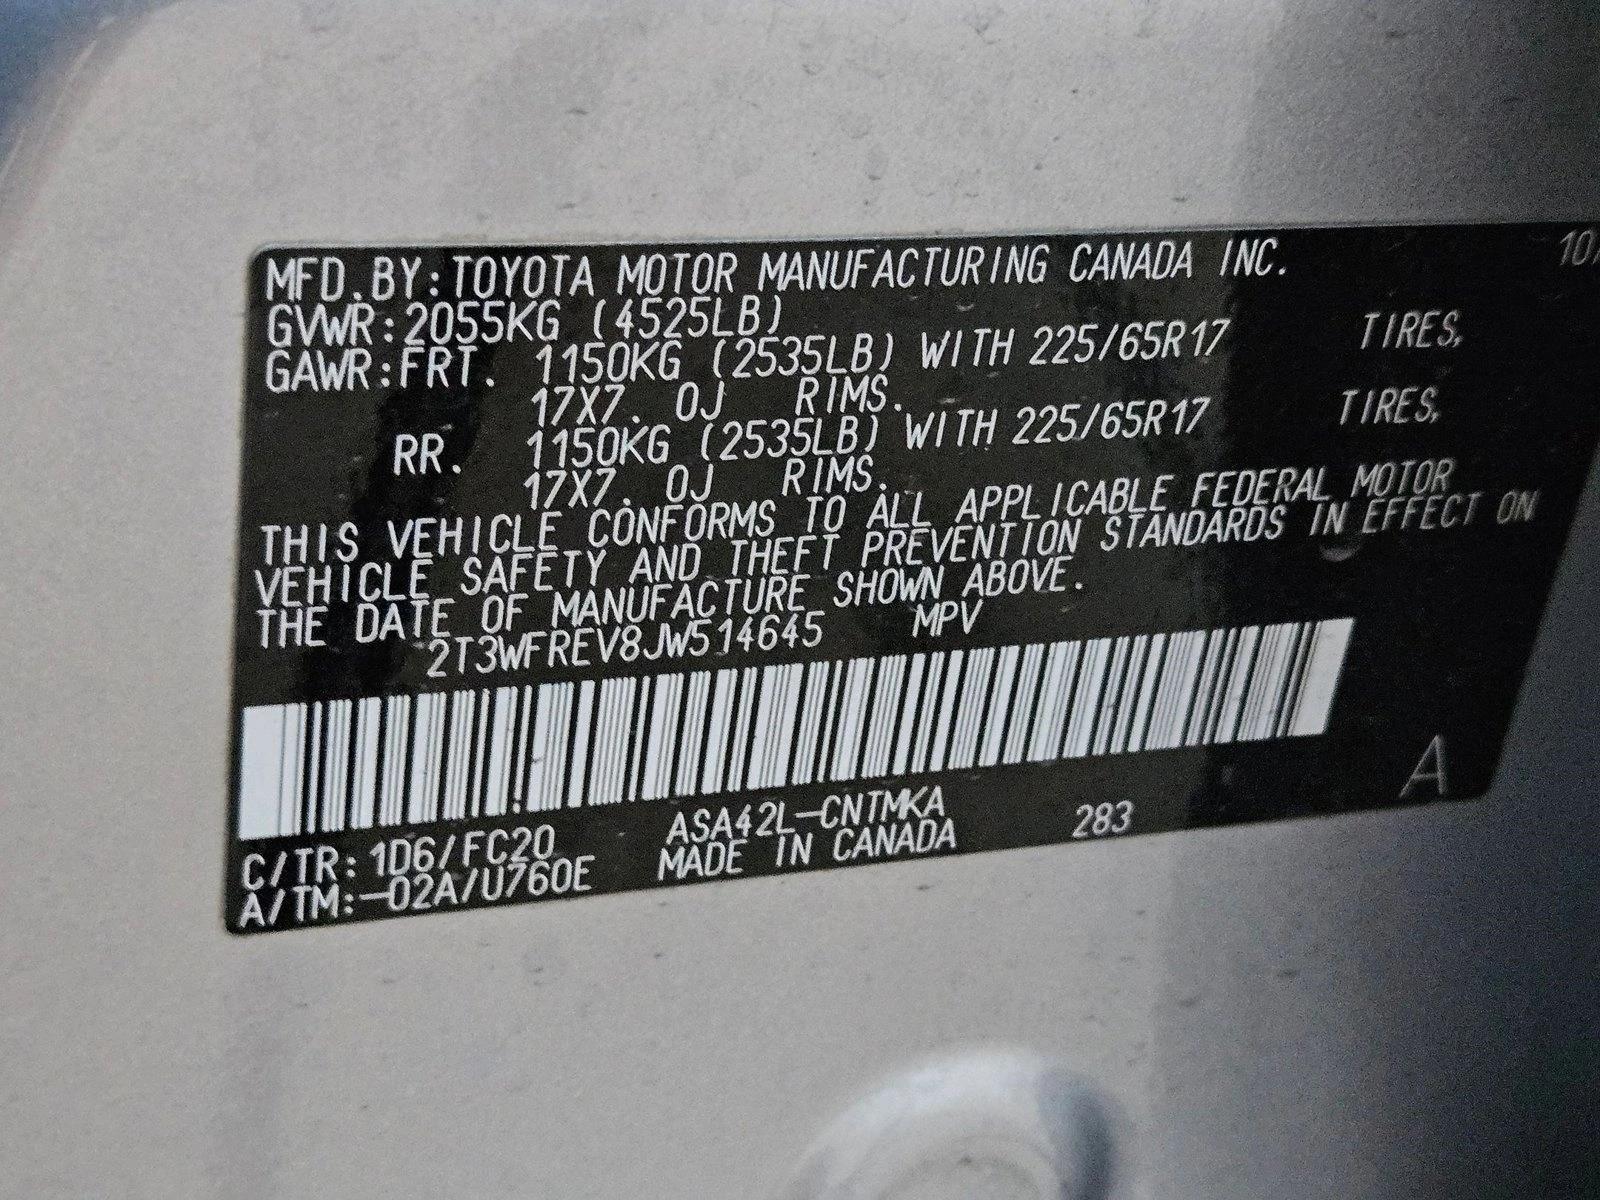 MFD.BY:TOYOTA MOTOR MANUFACTURING CANADA INC. 10/
GVWR:2055KG (4525LB)
GAWR:FRT. 1150KG (2535LB) WITH 225/65R17 TIRES,
17X7. 0J RIMS.
RR. 1150KG (2535LB) WITH 225/65R17 TIRES,
17X7. 0J RIMS.
THIS VEHICLE CONFORMS TO ALL APPLICABLE FEDERAL MOTOR
VEHICLE SAFETY AND THEFT PREVENTION STANDARDS IN EFFECT ON
THE DATE OF MANUFACTURE SHOWN ABOVE.
2T3WFREV8JW514645 MPV
A
C/TR: 1D6/FC20 ASA42L-CNTMKA 283
A/TM:-02A/U760E MADE IN CANADA